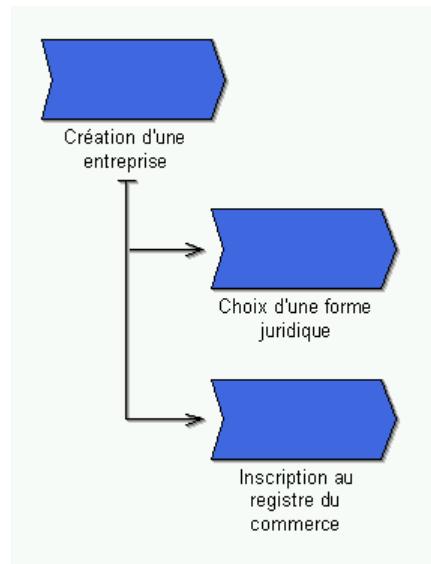 Création d'une
entreprise
Choix d'une forme
juridique
Inscription au
registre du
commerce